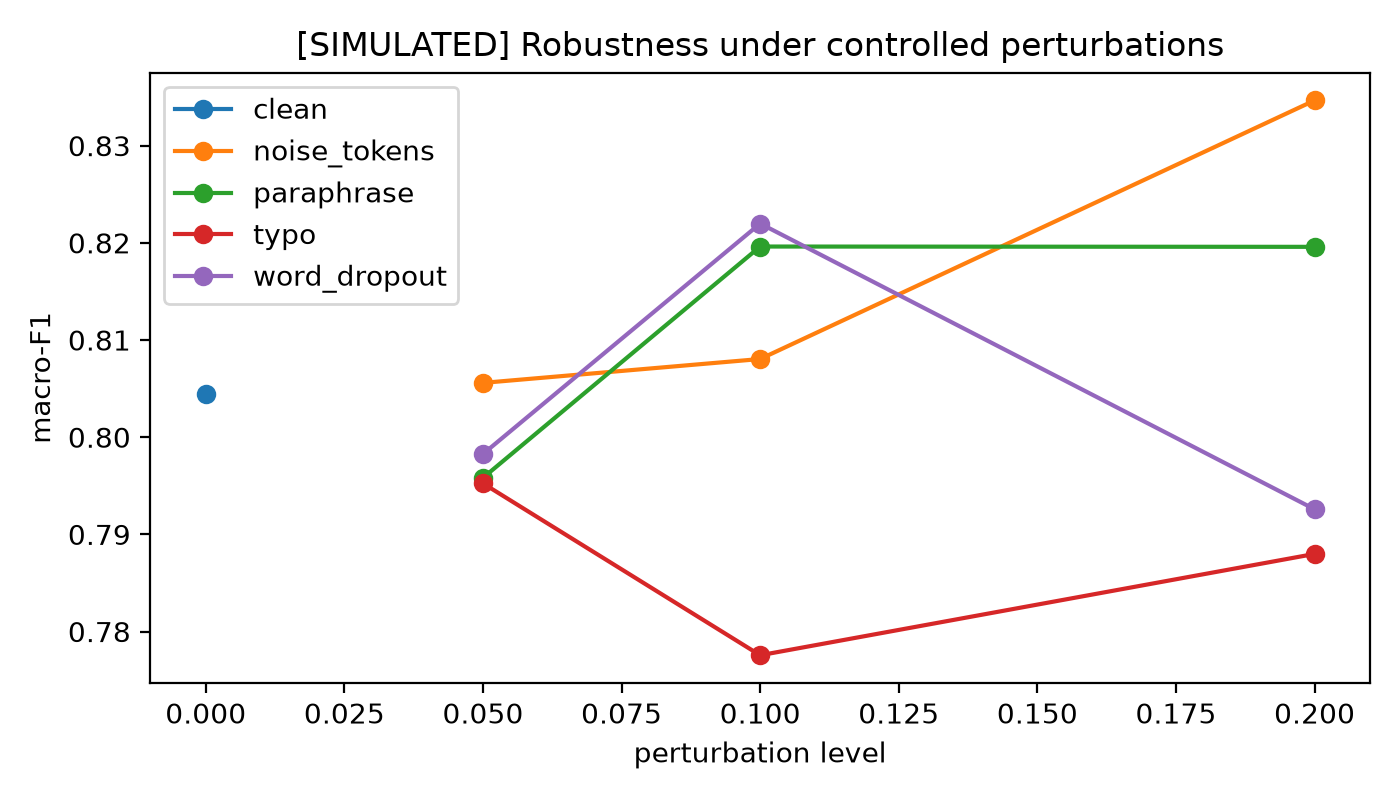 [SIMULATED] Robustness under controlled perturbations
clean
noise_tokens
paraphrase
typo
word_dropout
macro-F1
0.83
0.82
0.81
0.80
0.79
0.78
0.000 0.025 0.050 0.075 0.100 0.125 0.150 0.175 0.200
perturbation level